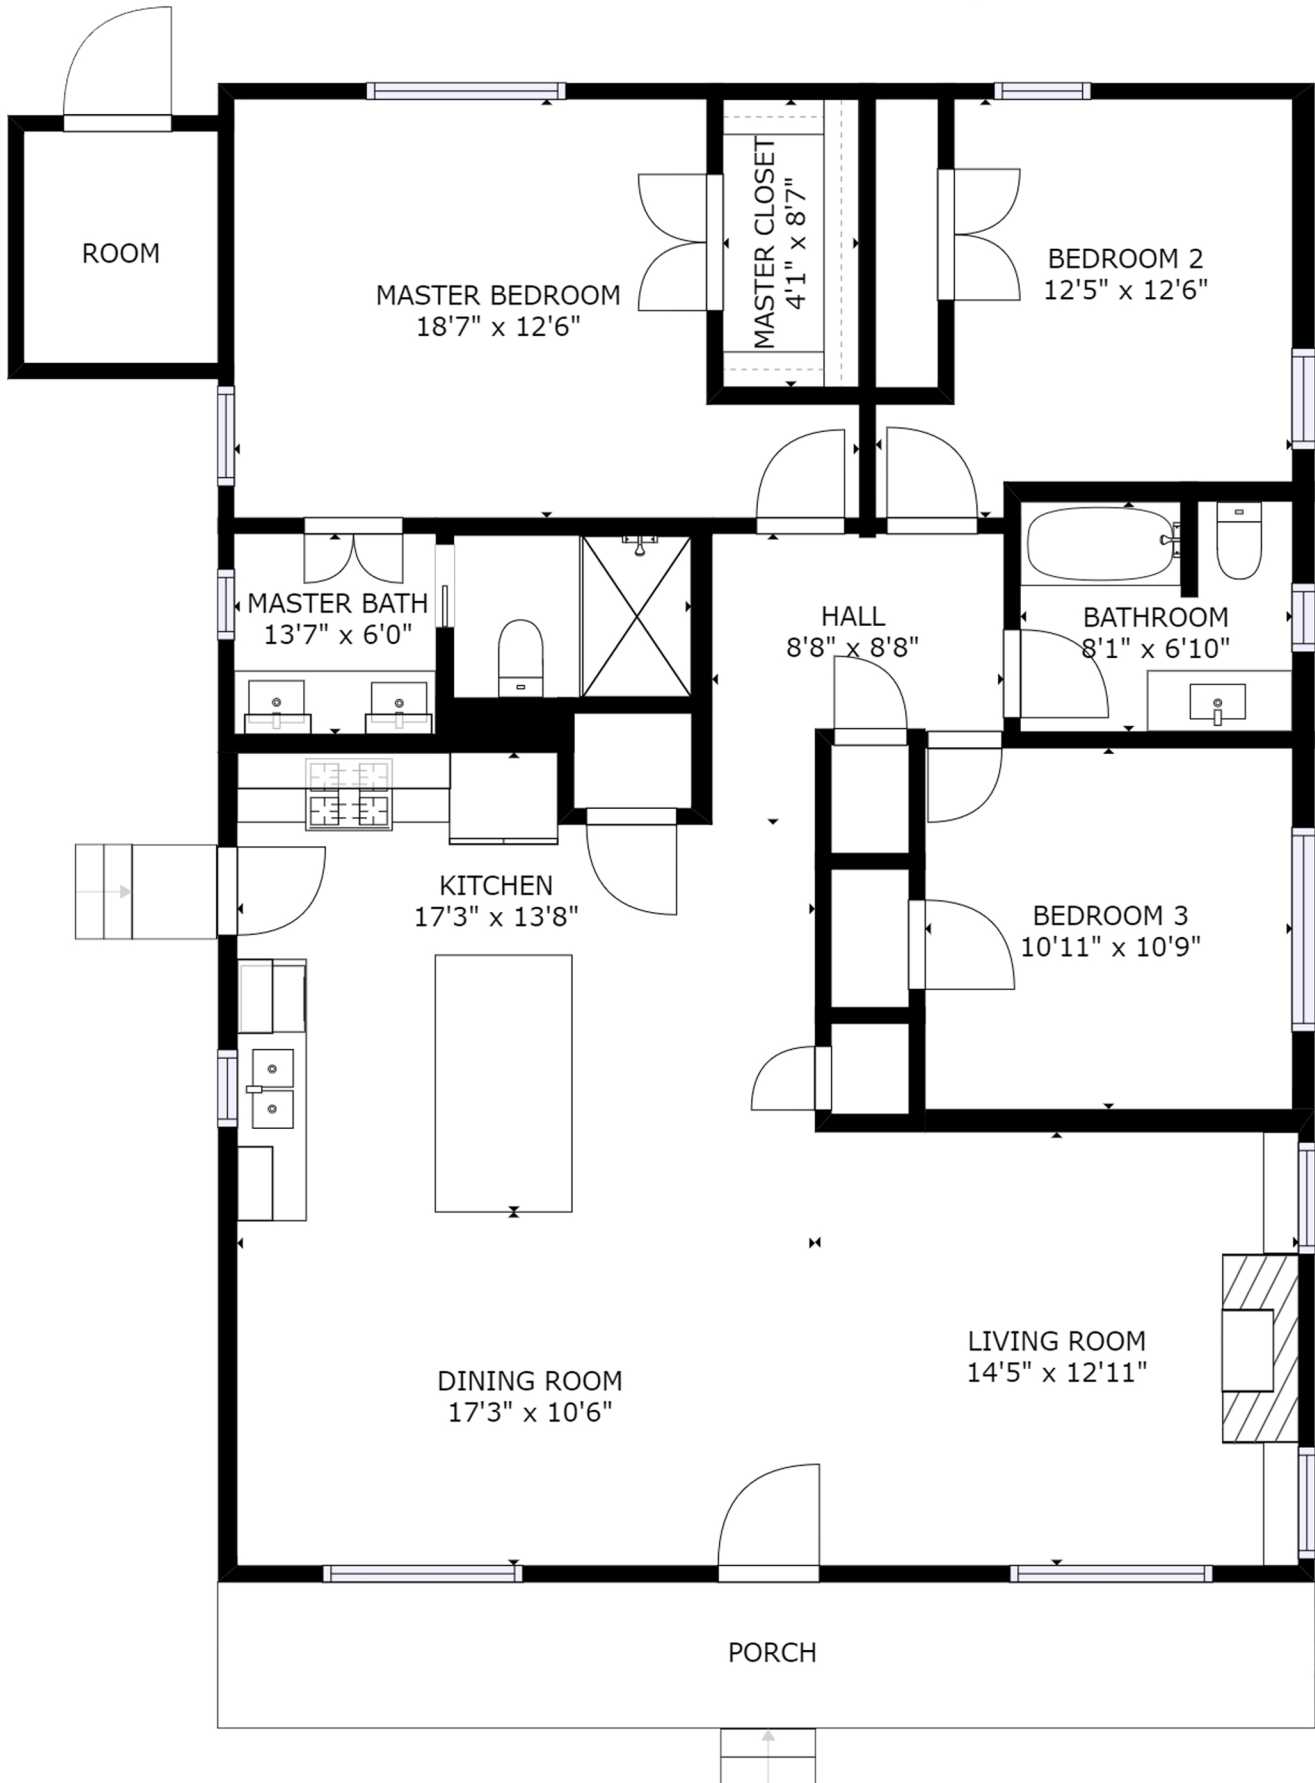 ROOM
MASTER BEDROOM
18'7" x 12'6"
MASTER CLOSET
4'1" x 8'7"
BEDROOM 2
12'5" x 12'6"
MASTER BATH
13'7" x 6'0"
HALL
8'8" x 8'8"
BATHROOM
8'1" x 6'10"
KITCHEN
17'3" x 13'8"
BEDROOM 3
10'11" x 10'9"
LIVING ROOM
14'5" x 12'11"
DINING ROOM
17'3" x 10'6"
PORCH